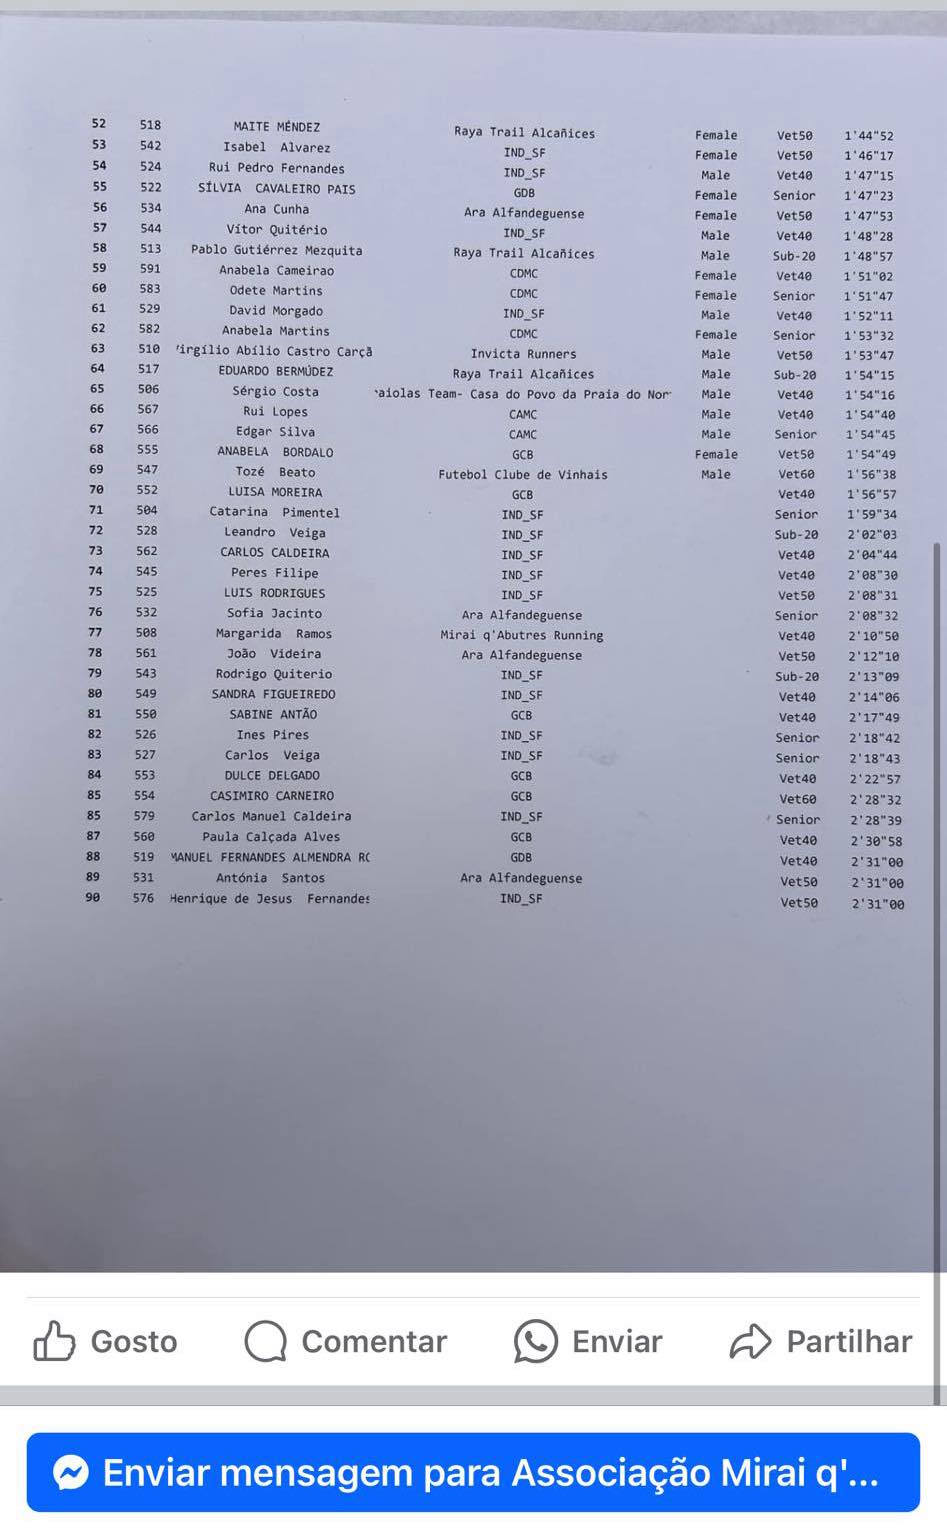 52 518 MAITE MÉNDEZ Raya Trail Alcañices Female Vet50 1'44"52
53 542 Isabel Alvarez IND_SF Female Vet50 1'46"17
54 524 Rui Pedro Fernandes IND_SF Male Vet40 1'47"15
55 522 SÍLVIA CAVALEIRO PAIS GDB Female Senior 1'47"23
56 534 Ana Cunha Ara Alfandeguense Female Vet50 1'47"53
57 544 Vítor Quitério IND_SF Male Vet40 1'48"28
58 513 Pablo Gutiérrez Mezquita Raya Trail Alcañices Male Sub-20 1'48"57
59 591 Anabela Cameirao CDMC Female Vet40 1'51"02
60 583 Odete Martins CDMC Female Senior 1'51"47
61 529 David Morgado IND_SF Male Vet40 1'52"11
62 582 Anabela Martins CDMC Female Senior 1'53"32
63 510 irgílio Abílio Castro Carçã Invicta Runners Male Vet50 1'53"47
64 517 EDUARDO BERMÚDEZ Raya Trail Alcañices Male Sub-20 1'54"15
65 506 Sérgio Costa aiolas Team- Casa do Povo da Praia do Nor Male Vet40 1'54"16
66 567 Rui Lopes CAMC Male Vet40 1'54"40
67 566 Edgar Silva CAMC Male Senior 1'54"45
68 555 ANABELA BORDALO GCB Female Vet50 1'54"49
69 547 Tozé Beato Futebol Clube de Vinhais Male Vet60 1'56"38
70 552 LUISA MOREIRA GCB Vet40 1'56"57
71 504 Catarina Pimentel IND_SF Senior 1'59"34
72 528 Leandro Veiga IND_SF Sub-20 2'02"03
73 562 CARLOS CALDEIRA IND_SF Vet40 2'04"44
74 545 Peres Filipe IND_SF Vet40 2'08"30
75 525 LUIS RODRIGUES IND_SF Vet50 2'08"31
76 532 Sofia Jacinto Ara Alfandeguense Senior 2'08"32
77 508 Margarida Ramos Mirai q'Abutres Running Vet40 2'10"50
78 561 João Videira Ara Alfandeguense Vet50 2'12"10
79 543 Rodrigo Quiterio IND_SF Sub-20 2'13"09
80 549 SANDRA FIGUEIREDO IND_SF Vet40 2'14"06
81 550 SABINE ANTÃO GCB Vet40 2'17"49
82 526 Ines Pires IND_SF Senior 2'18"42
83 527 Carlos Veiga IND_SF Senior 2'18"43
84 553 DULCE DELGADO GCB Vet40 2'22"57
85 554 CASIMIRO CARNEIRO GCB Vet60 2'28"32
85 579 Carlos Manuel Caldeira IND_SF Senior 2'28"39
87 560 Paula Calçada Alves GCB Vet40 2'30"58
88 519 MANUEL FERNANDES ALMENDRA RO GDB Vet40 2'31"00
89 531 Antónia Santos Ara Alfandeguense Vet50 2'31"00
90 576 Henrique de Jesus Fernandes IND_SF Vet50 2'31"00
Gosto Comentar Enviar Partilhar
Enviar mensagem para Associação Mirai q'...